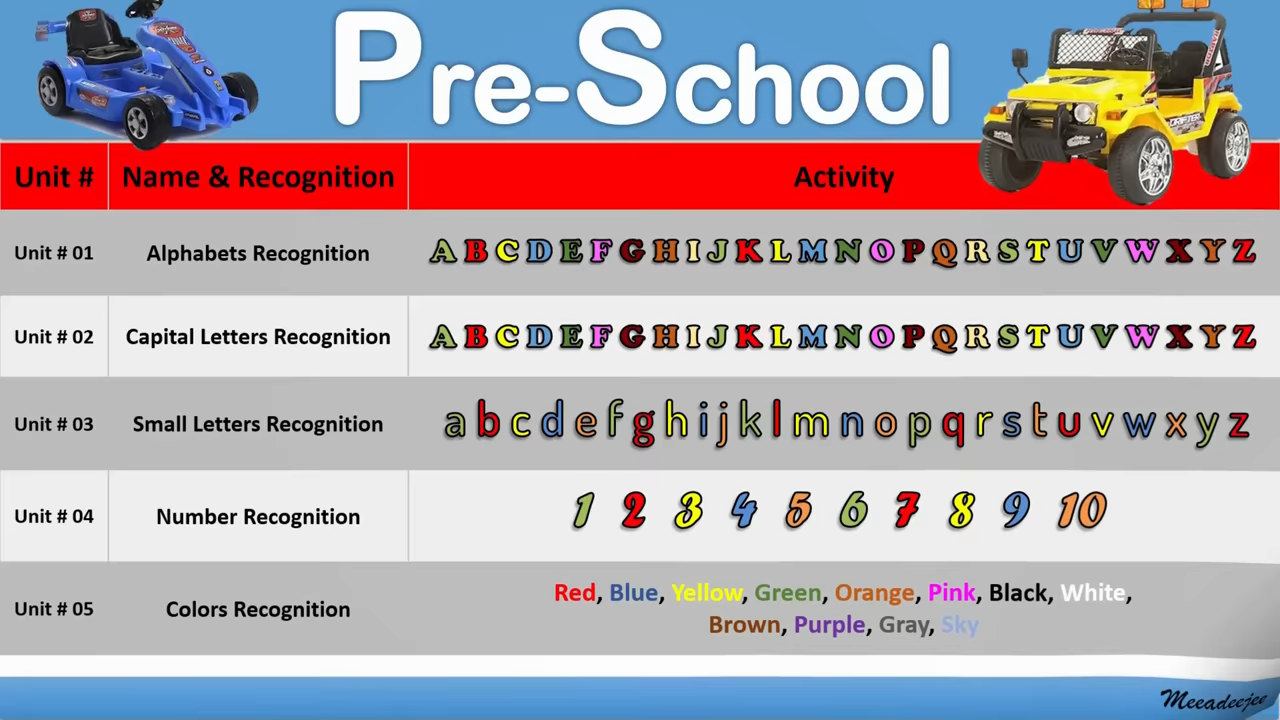 Pre-School
Unit # Name & Recognition Activity
Unit # 01 Alphabets Recognition A B C D E F G H I J K L M N O P Q R S T U V W X Y Z
Unit # 02 Capital Letters Recognition A B C D E F G H I J K L M N O P Q R S T U V W X Y Z
Unit # 03 Small Letters Recognition a b c d e f g h i j k l m n o p q r s t u v w x y z
Unit # 04 Number Recognition 1 2 3 4 5 6 7 8 9 10
Unit # 05 Colors Recognition Red, Blue, Yellow, Green, Orange, Pink, Black, White,
Brown, Purple, Gray, Sky
DRIFTER
Meeadeejee